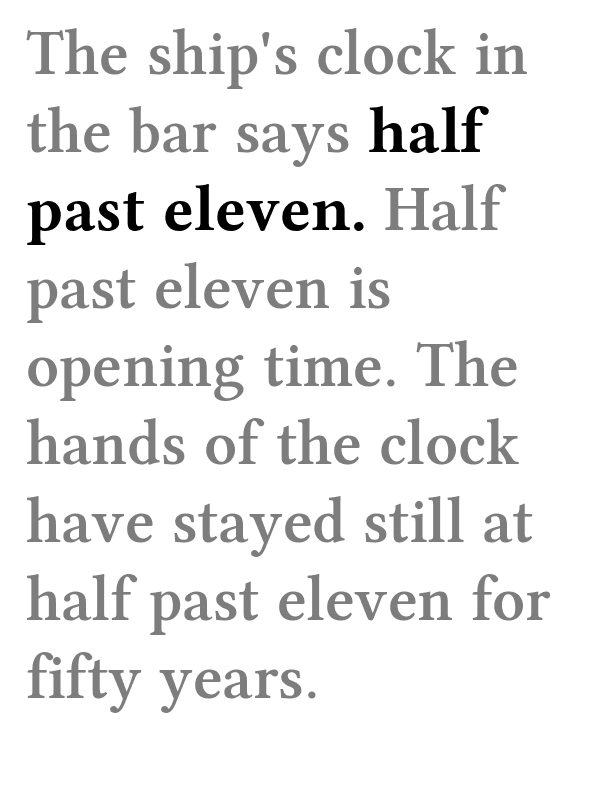 The ship's clock in
the bar says half
past eleven. Half
past eleven is
opening time. The
hands of the clock
have stayed still at
half past eleven for
fifty years.